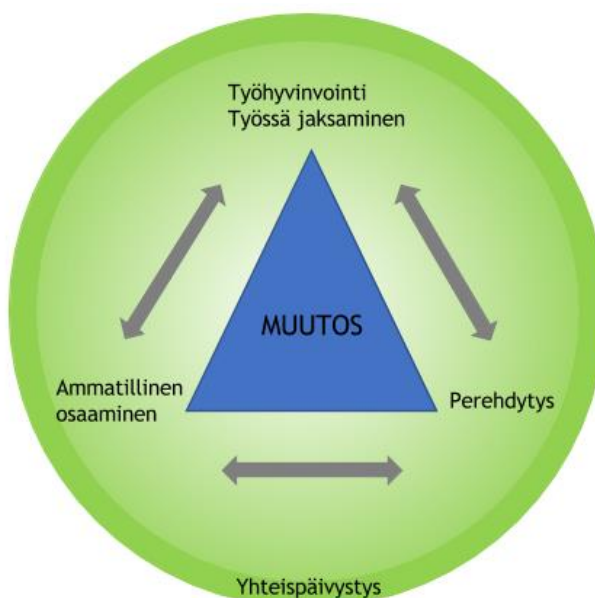 Työhyvinvointi
Työssä jaksaminen
MUUTOS
Ammatillinen
osaaminen
Perehdytys
Yhteispäivystys